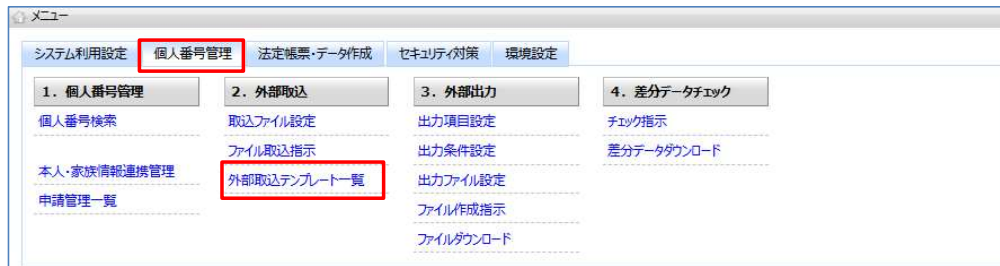 メニュー
システム利用設定 個人番号管理 法定帳票・データ作成 セキュリティ対策 環境設定
1. 個人番号管理
個人番号検索
本人・家族情報連携管理
申請管理一覧
2. 外部取込
取込ファイル設定
ファイル取込指示
外部取込テンプレート一覧
3. 外部出力
出力項目設定
出力条件設定
出力ファイル設定
ファイル作成指示
ファイルダウンロード
4. 差分データチェック
チェック指示
差分データダウンロード